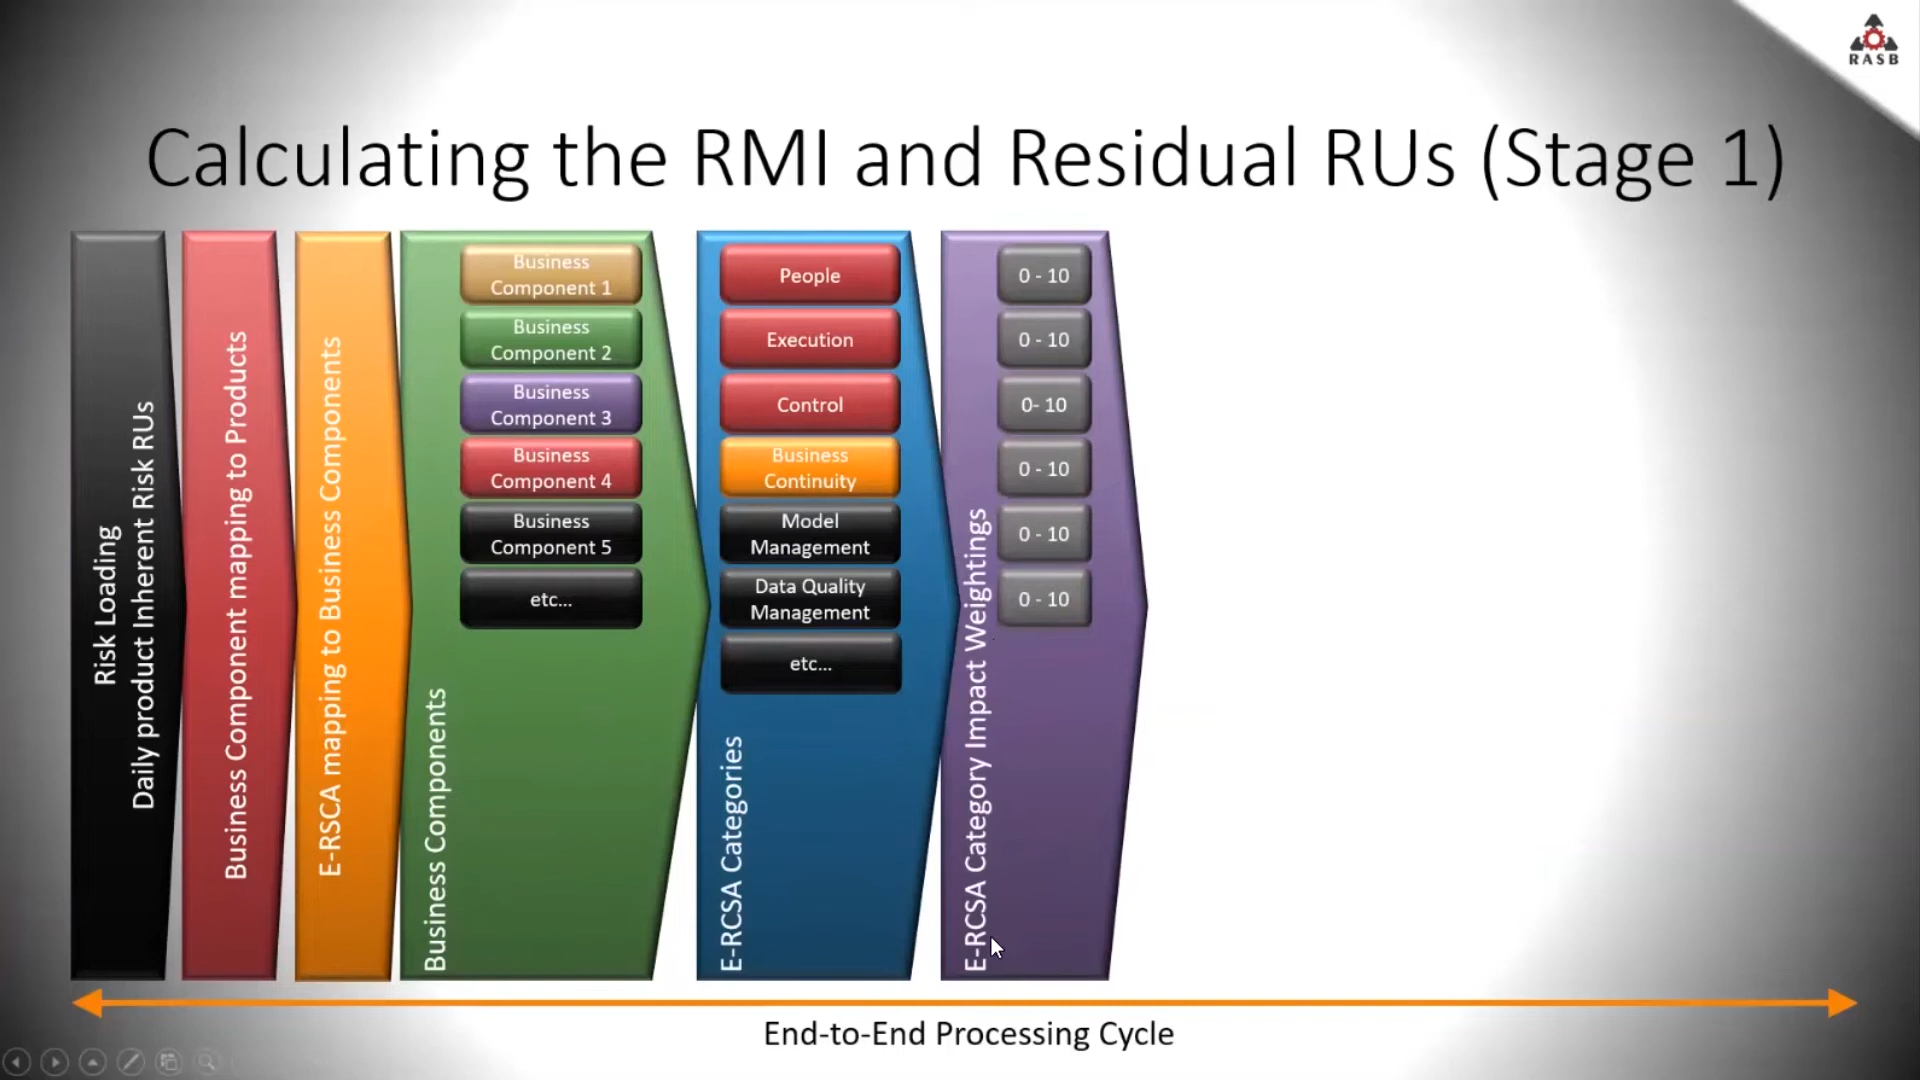 RASB
Calculating the RMI and Residual RUs (Stage 1)
Risk Loading
Daily product Inherent Risk RUs
Business Component mapping to Products
E-RSCA mapping to Business Components
Business Components
Business
Component 1
Business
Component 2
Business
Component 3
Business
Component 4
Business
Component 5
etc...
E-RCSA Categories
People
Execution
Control
Business
Continuity
Model
Management
Data Quality
Management
etc...
E-RCSA Category Impact Weightings
0 - 10
0 - 10
0- 10
0 - 10
0 - 10
0 - 10
End-to-End Processing Cycle